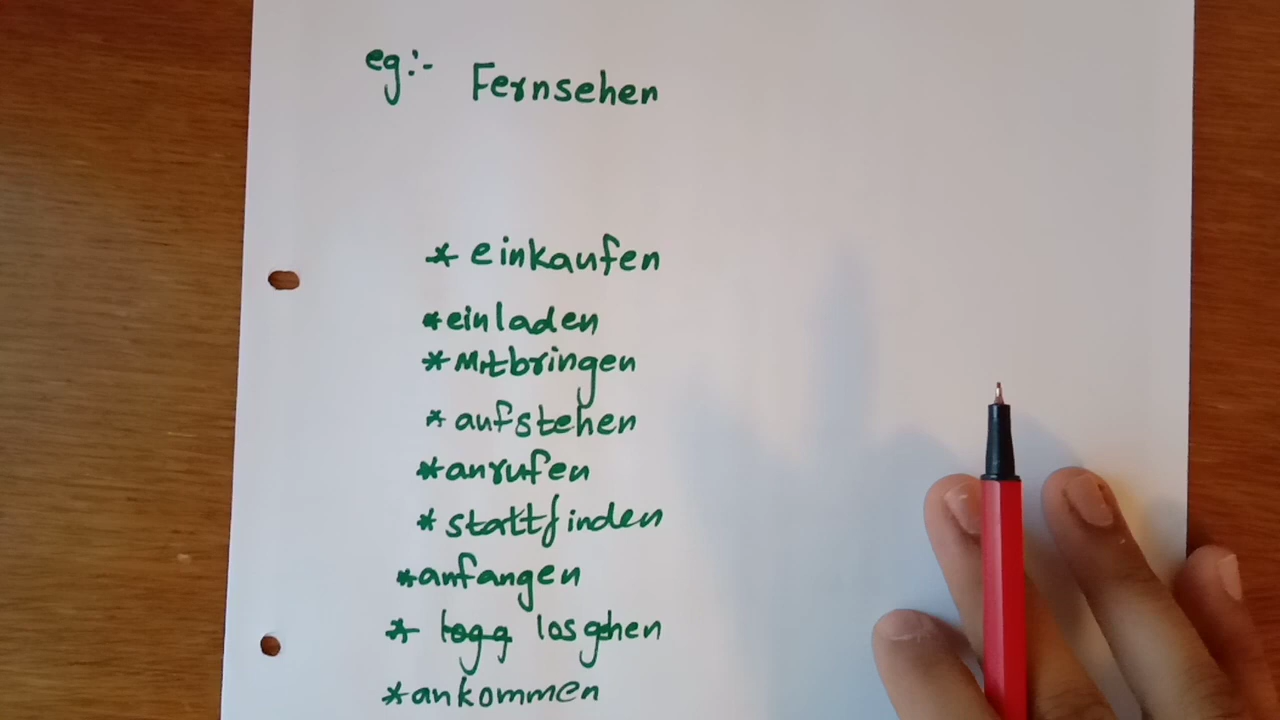 eg:- Fernsehen
* einkaufen
* einladen
* Mitbringen
* aufstehen
* anrufen
* stattfinden
* anfangen
* losgehen
* ankommen